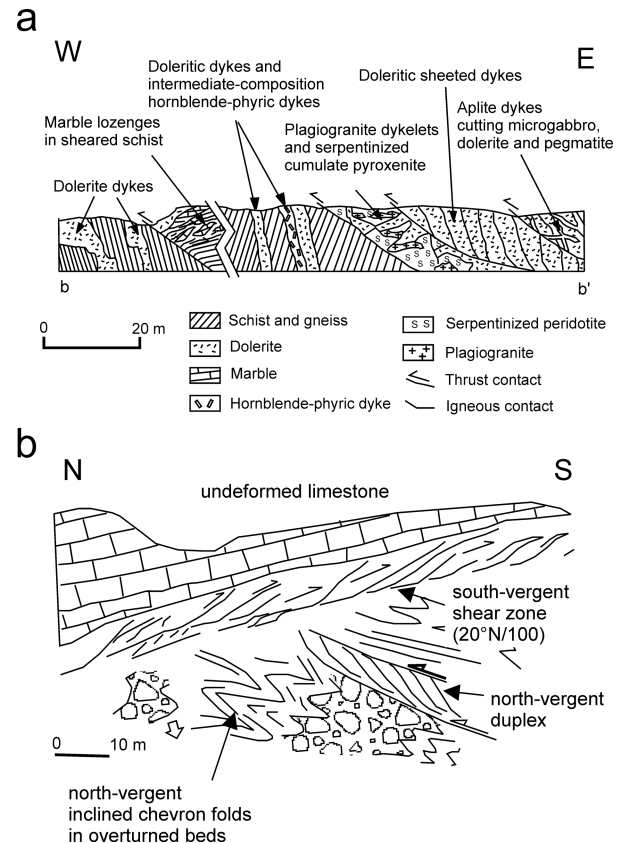 a
W
E
Doleritic dykes and
intermediate-composition
hornblende-phyric dykes
Doleritic sheeted dykes
Marble lozenges
in sheared schist
Plagiogranite dykelets
and serpentinized
cumulate pyroxenite
Aplite dykes
cutting microgabbro,
dolerite and pegmatite
Dolerite dykes
b
b'
0
20 m
Schist and gneiss
Dolerite
Marble
Hornblende-phyric dyke
S S
Serpentinized peridotite
Plagiogranite
Thrust contact
Igneous contact
b
N
S
undeformed limestone
south-vergent
shear zone
(20°N/100)
north-vergent
duplex
0
10 m
north-vergent
inclined chevron folds
in overturned beds